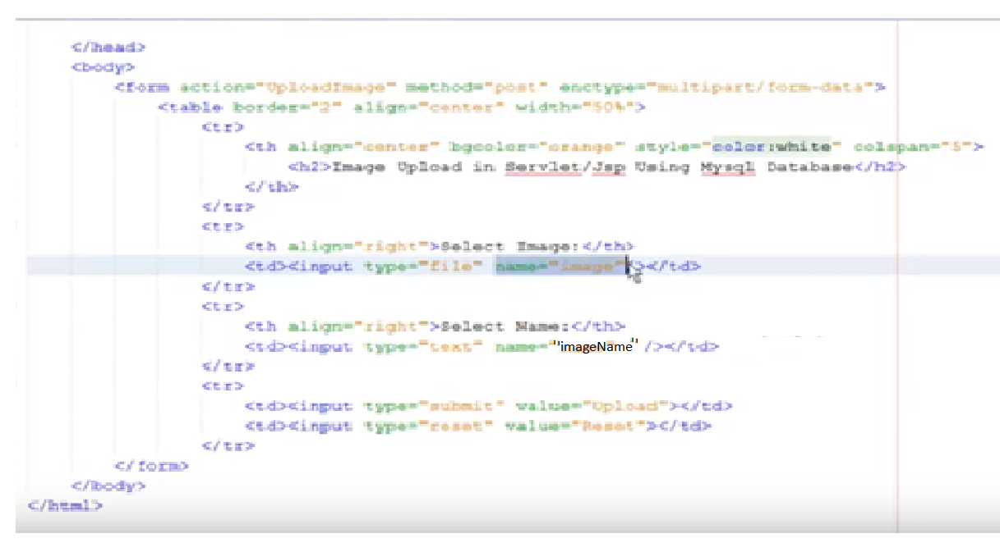 </head>
<body>
<form action="UploadImage" method="post" enctype="multipart/form-data">
<table border="2" align="center" width="50%">
<tr>
<th align="center" bgcolor="orange" style="color:white" colspan="5">
<h2>Image Upload in Servlet/Jsp Using Mysql Database</h2>
</th>
</tr>
<tr>
<th align="right">Select Image:</th>
<td><input type="file" name="image"/></td>
</tr>
<tr>
<th align="right">Select Name:</th>
<td><input type="text" name="imageName" /></td>
</tr>
<tr>
<td><input type="submit" value="Upload"></td>
<td><input type="reset" value="Reset"></td>
</tr>
</form>
</body>
</html>